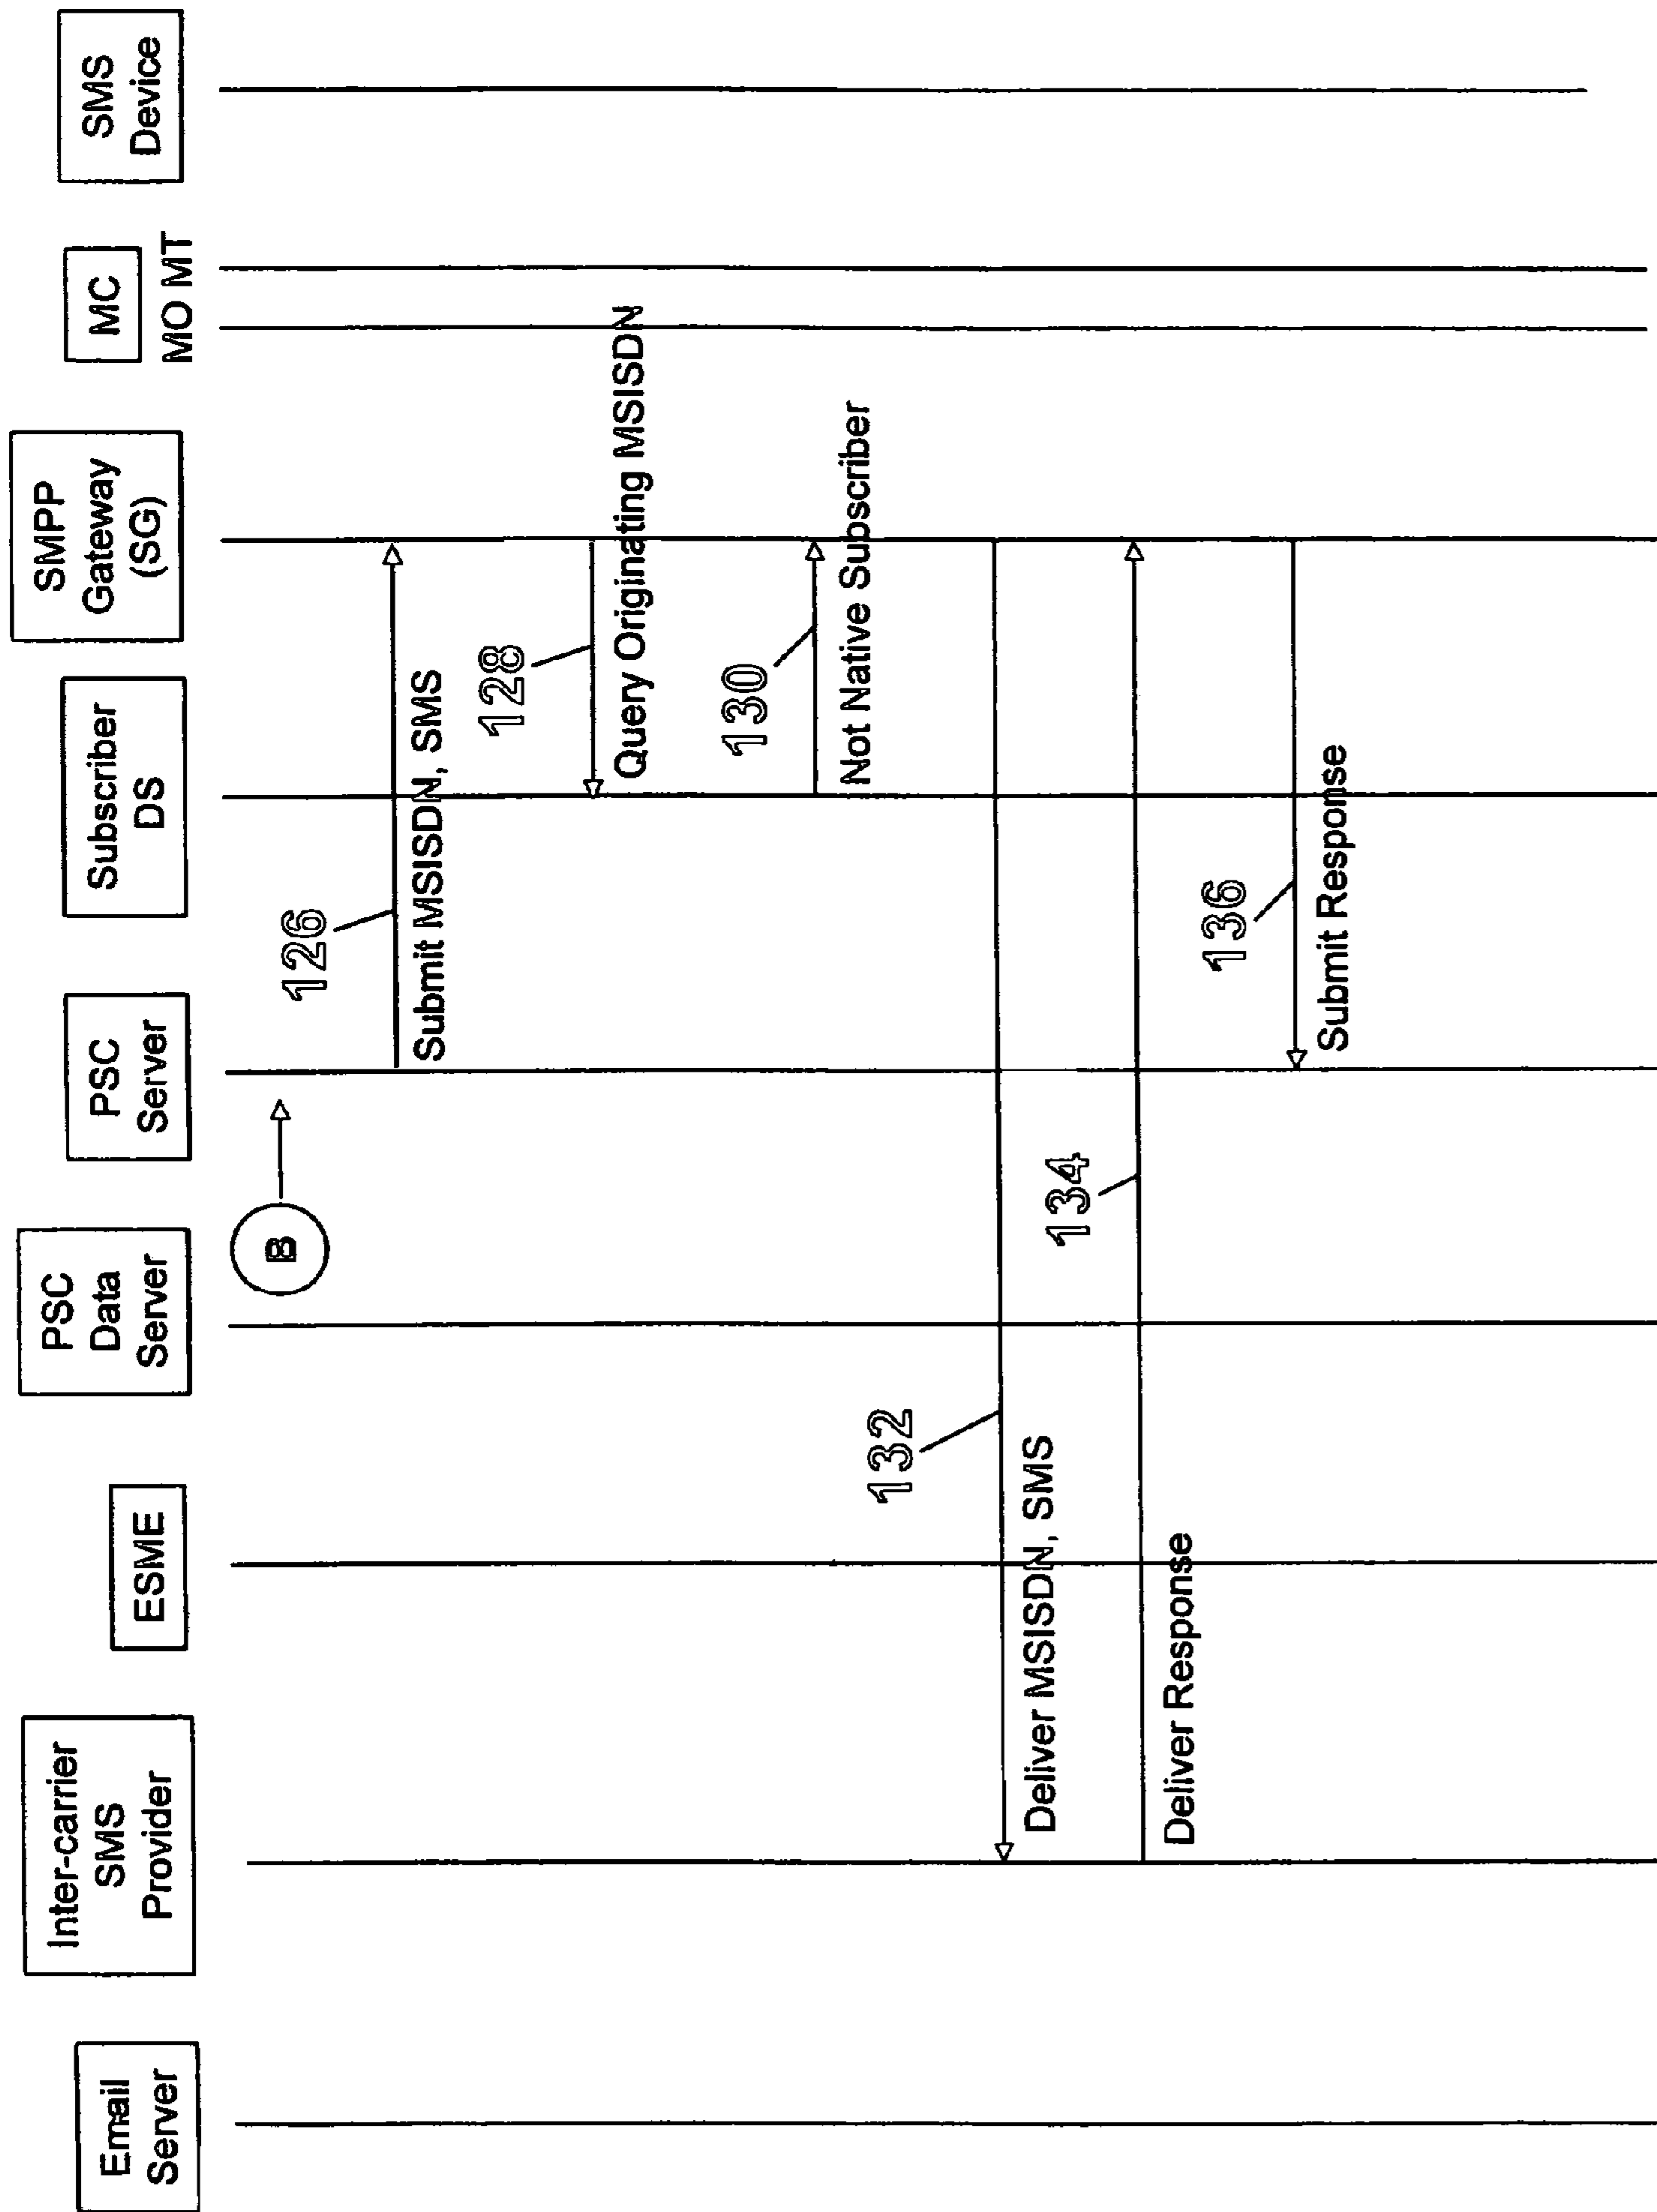 Email
Server
Inter-carrier
SMS
Provider
ESME
PSC
Data
Server
PSC
Server
Subscriber
DS
SMPP
Gateway
(SG)
MC
MO MT
SMS
Device
B
126
Submit MSISDN, SMS
128
Query Originating MSISDN
130
Not Native Subscriber
132
Deliver MSISDN, SMS
134
Deliver Response
136
Submit Response